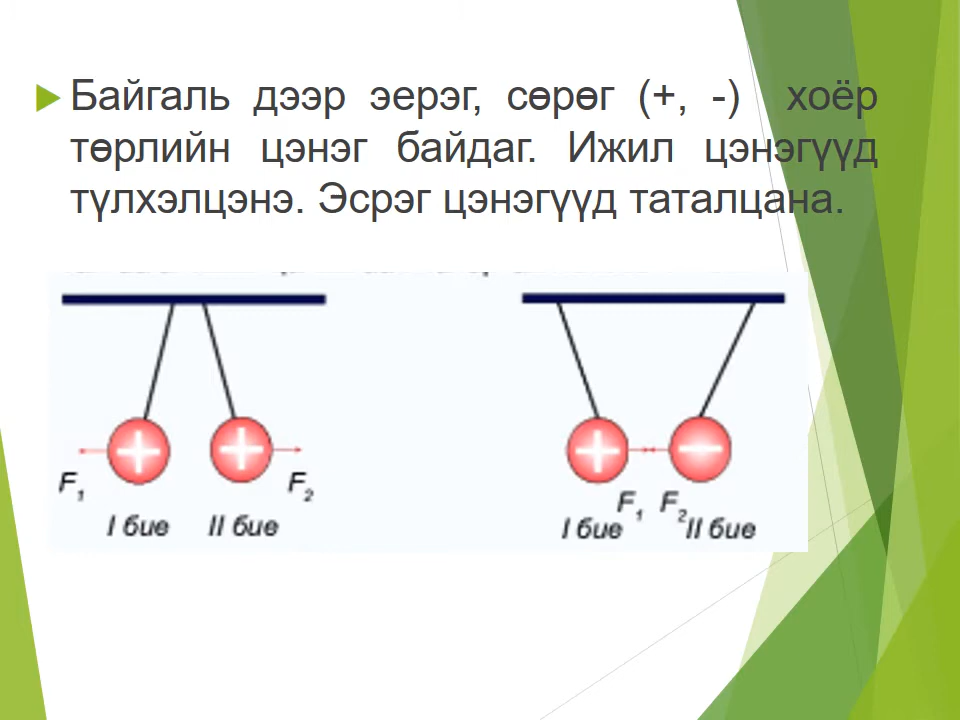 Байгаль дээр эерэг, сөрөг (+, -) хоёр
төрлийн цэнэг байдаг. Ижил цэнэгүүд
түлхэлцэнэ. Эсрэг цэнэгүүд таталцана.
F₁ F₂
I бие II бие
F₁ F₂
I бие II бие